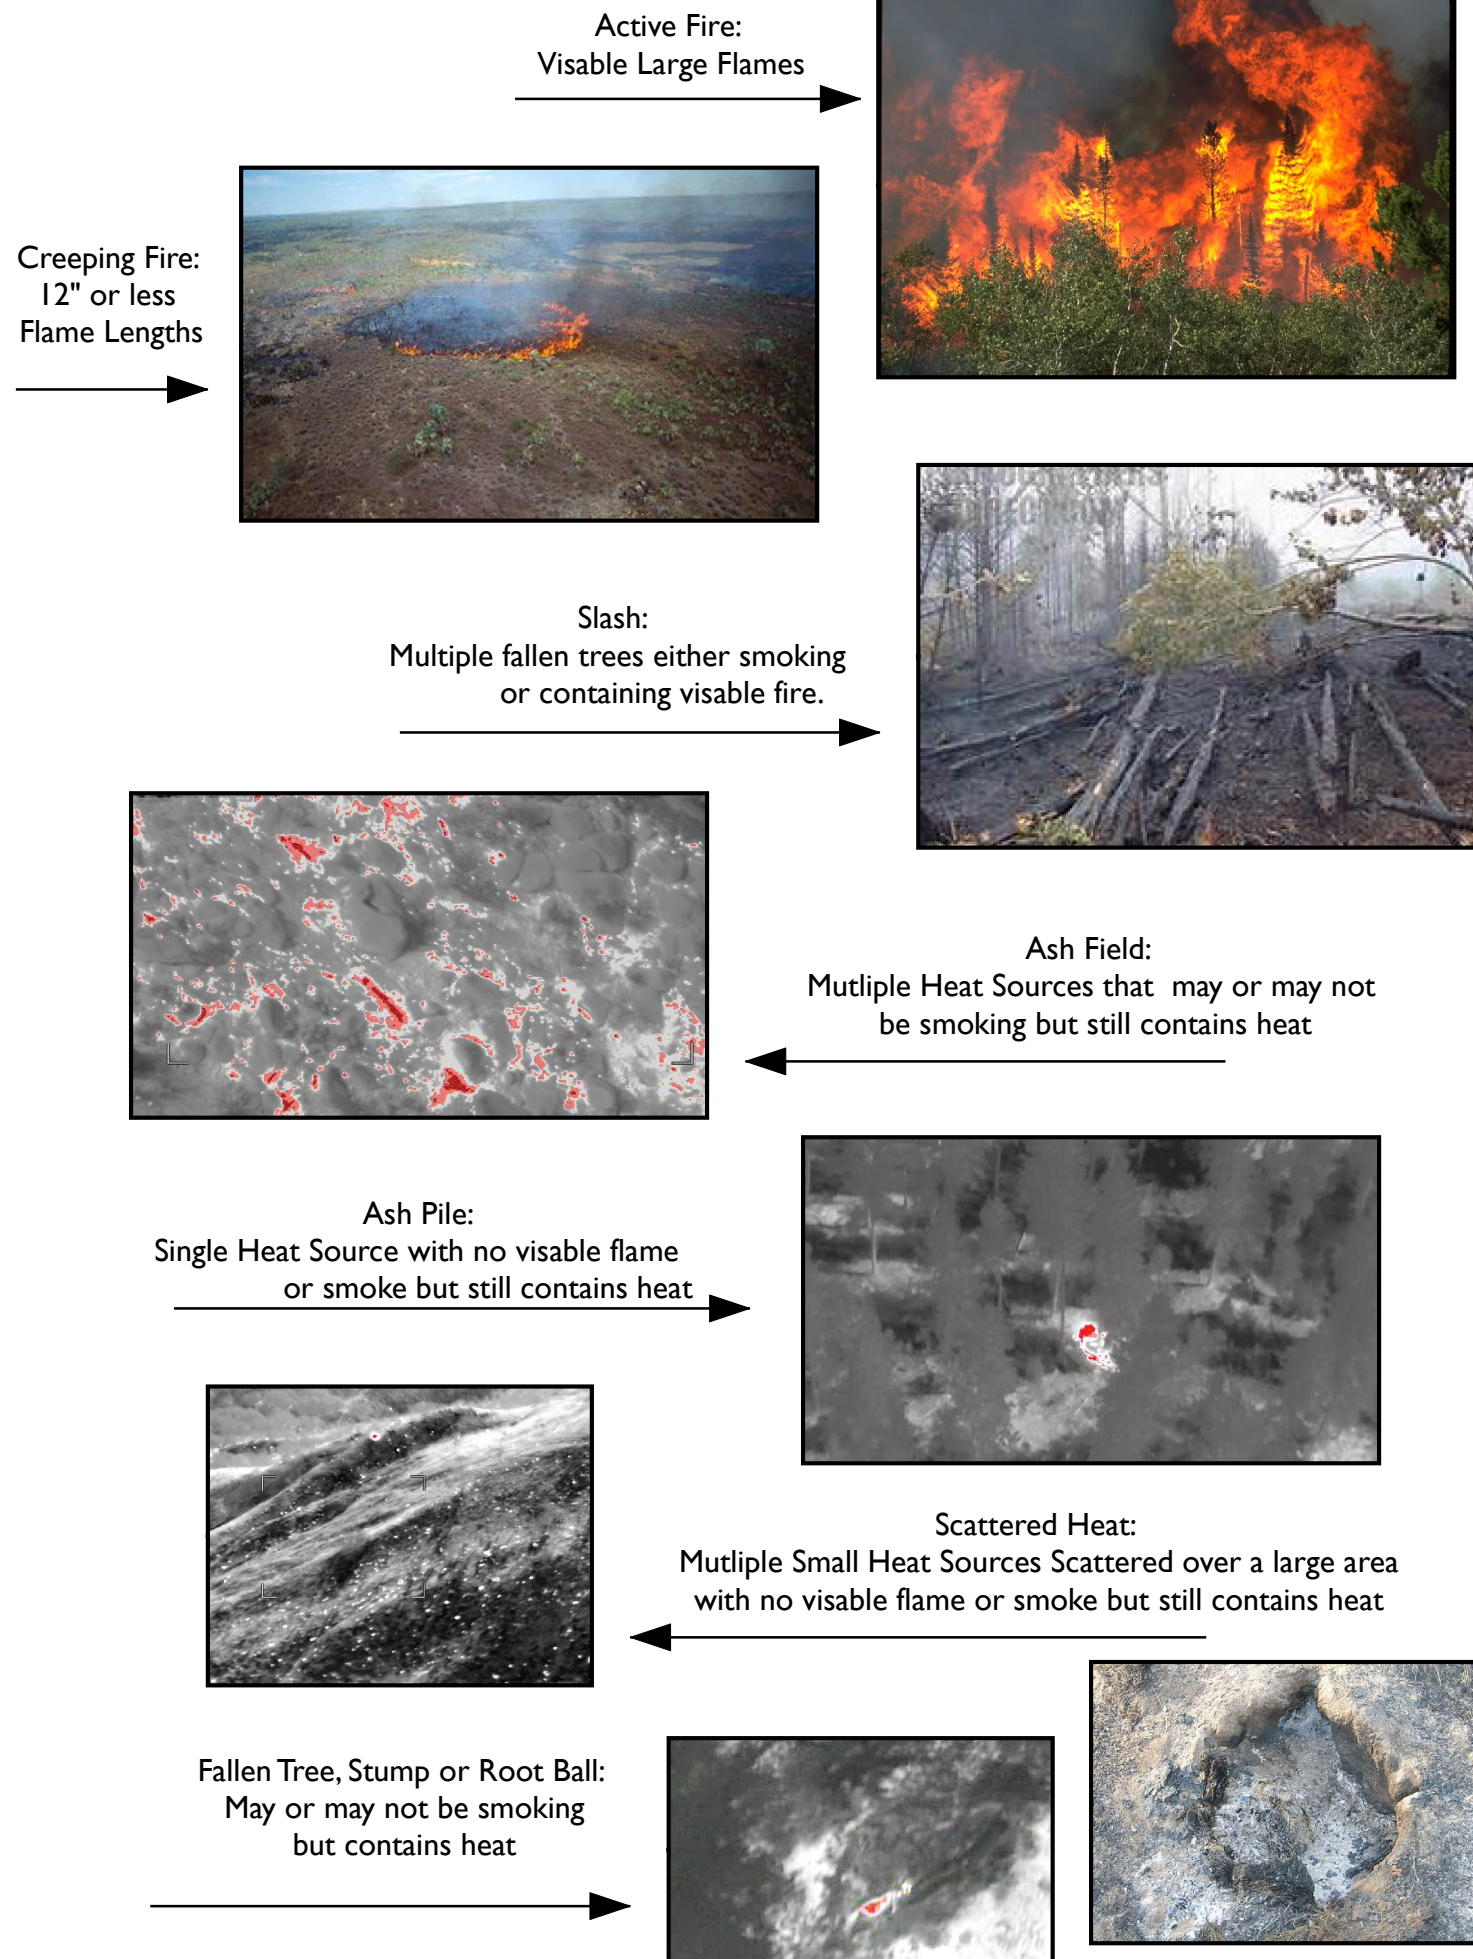 Active Fire:
Visable Large Flames
Creeping Fire:
12" or less
Flame Lengths
Slash:
Multiple fallen trees either smoking
or containing visable fire.
Ash Field:
Mutliple Heat Sources that  may or may not
be smoking but still contains heat
Ash Pile:
Single Heat Source with no visable flame
or smoke but still contains heat
Scattered Heat:
Mutliple Small Heat Sources Scattered over a large area
with no visable flame or smoke but still contains heat
Fallen Tree, Stump or Root Ball:
May or may not be smoking
but contains heat